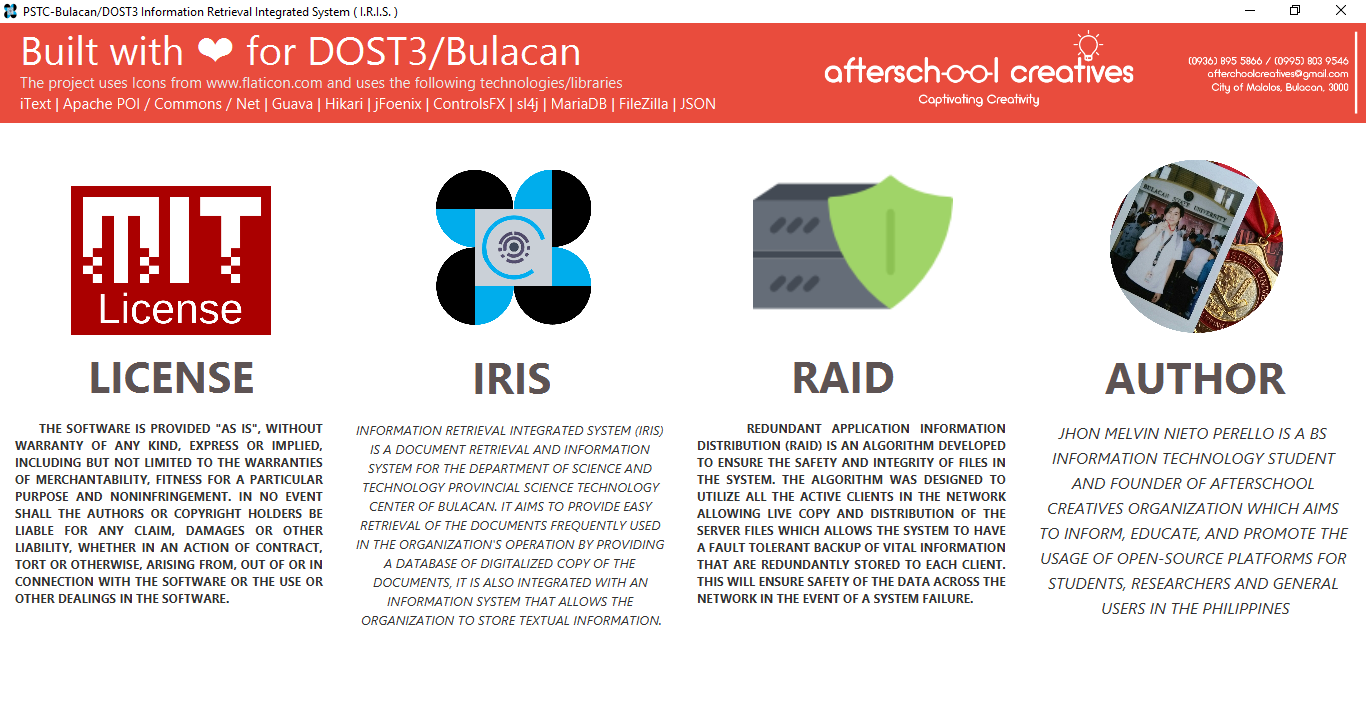 PSTC-Bulacan/DOST3 Information Retrieval Integrated System ( I.R.I.S. )
Built with ❤ for DOST3/Bulacan
The project uses Icons from www.flaticon.com and uses the following technologies/libraries
iText | Apache POI / Commons / Net | Guava | Hikari | jFoenix | ControlsFX | sl4j | MariaDB | FileZilla | JSON
aftersch-o-o-l creatives
Captivating Creativity
(0936) 895 5866 / (0995) 803 9546
afterchoolcreatives@gmail.com
City of Malolos, Bulacan, 3000
MIT
License
LICENSE
THE SOFTWARE IS PROVIDED "AS IS", WITHOUT
WARRANTY OF ANY KIND, EXPRESS OR IMPLIED,
INCLUDING BUT NOT LIMITED TO THE WARRANTIES
OF MERCHANTABILITY, FITNESS FOR A PARTICULAR
PURPOSE AND NONINFRINGEMENT. IN NO EVENT
SHALL THE AUTHORS OR COPYRIGHT HOLDERS BE
LIABLE FOR ANY CLAIM, DAMAGES OR OTHER
LIABILITY, WHETHER IN AN ACTION OF CONTRACT,
TORT OR OTHERWISE, ARISING FROM, OUT OF OR IN
CONNECTION WITH THE SOFTWARE OR THE USE OR
OTHER DEALINGS IN THE SOFTWARE.
IRIS
INFORMATION RETRIEVAL INTEGRATED SYSTEM (IRIS)
IS A DOCUMENT RETRIEVAL AND INFORMATION
SYSTEM FOR THE DEPARTMENT OF SCIENCE AND
TECHNOLOGY PROVINCIAL SCIENCE TECHNOLOGY
CENTER OF BULACAN. IT AIMS TO PROVIDE EASY
RETRIEVAL OF THE DOCUMENTS FREQUENTLY USED
IN THE ORGANIZATION'S OPERATION BY PROVIDING
A DATABASE OF DIGITALIZED COPY OF THE
DOCUMENTS, IT IS ALSO INTEGRATED WITH AN
INFORMATION SYSTEM THAT ALLOWS THE
ORGANIZATION TO STORE TEXTUAL INFORMATION.
RAID
REDUNDANT APPLICATION INFORMATION
DISTRIBUTION (RAID) IS AN ALGORITHM DEVELOPED
TO ENSURE THE SAFETY AND INTEGRITY OF FILES IN
THE SYSTEM. THE ALGORITHM WAS DESIGNED TO
UTILIZE ALL THE ACTIVE CLIENTS IN THE NETWORK
ALLOWING LIVE COPY AND DISTRIBUTION OF THE
SERVER FILES WHICH ALLOWS THE SYSTEM TO HAVE
A FAULT TOLERANT BACKUP OF VITAL INFORMATION
THAT ARE REDUNDANTLY STORED TO EACH CLIENT.
THIS WILL ENSURE SAFETY OF THE DATA ACROSS THE
NETWORK IN THE EVENT OF A SYSTEM FAILURE.
BULACAN STATE UNIVERSITY
AUTHOR
JHON MELVIN NIETO PERELLO IS A BS
INFORMATION TECHNOLOGY STUDENT
AND FOUNDER OF AFTERSCHOOL
CREATIVES ORGANIZATION WHICH AIMS
TO INFORM, EDUCATE, AND PROMOTE THE
USAGE OF OPEN-SOURCE PLATFORMS FOR
STUDENTS, RESEARCHERS AND GENERAL
USERS IN THE PHILIPPINES